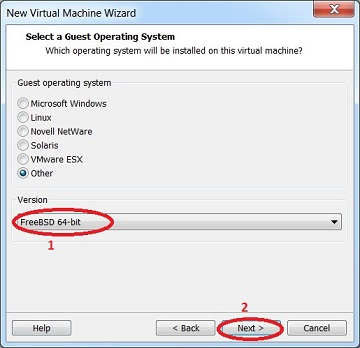 New Virtual Machine Wizard
Select a Guest Operating System
Which operating system will be installed on this virtual machine?
Guest operating system
Microsoft Windows
Linux
Novell NetWare
Solaris
VMware ESX
Other
Version
FreeBSD 64-bit
1
2
Help
< Back
Next >
Cancel